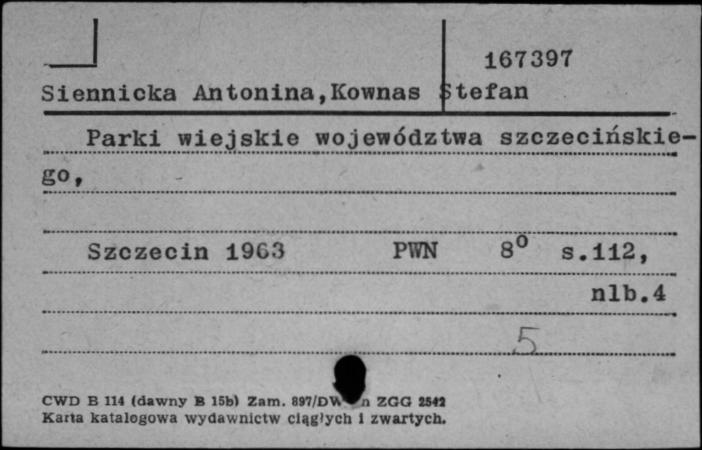 167397
Siennicka Antonina, Kownas Stefan
Parki wiejskie województwa szczecińskie-
go,
Szczecin 1963 PWN 8° s.112,
nlb.4
5
CWD B 114 (dawny B 15b) Zam. 897/DW ZGG 2542
Karta katalogowa wydawnictw ciągłych i zwartych.